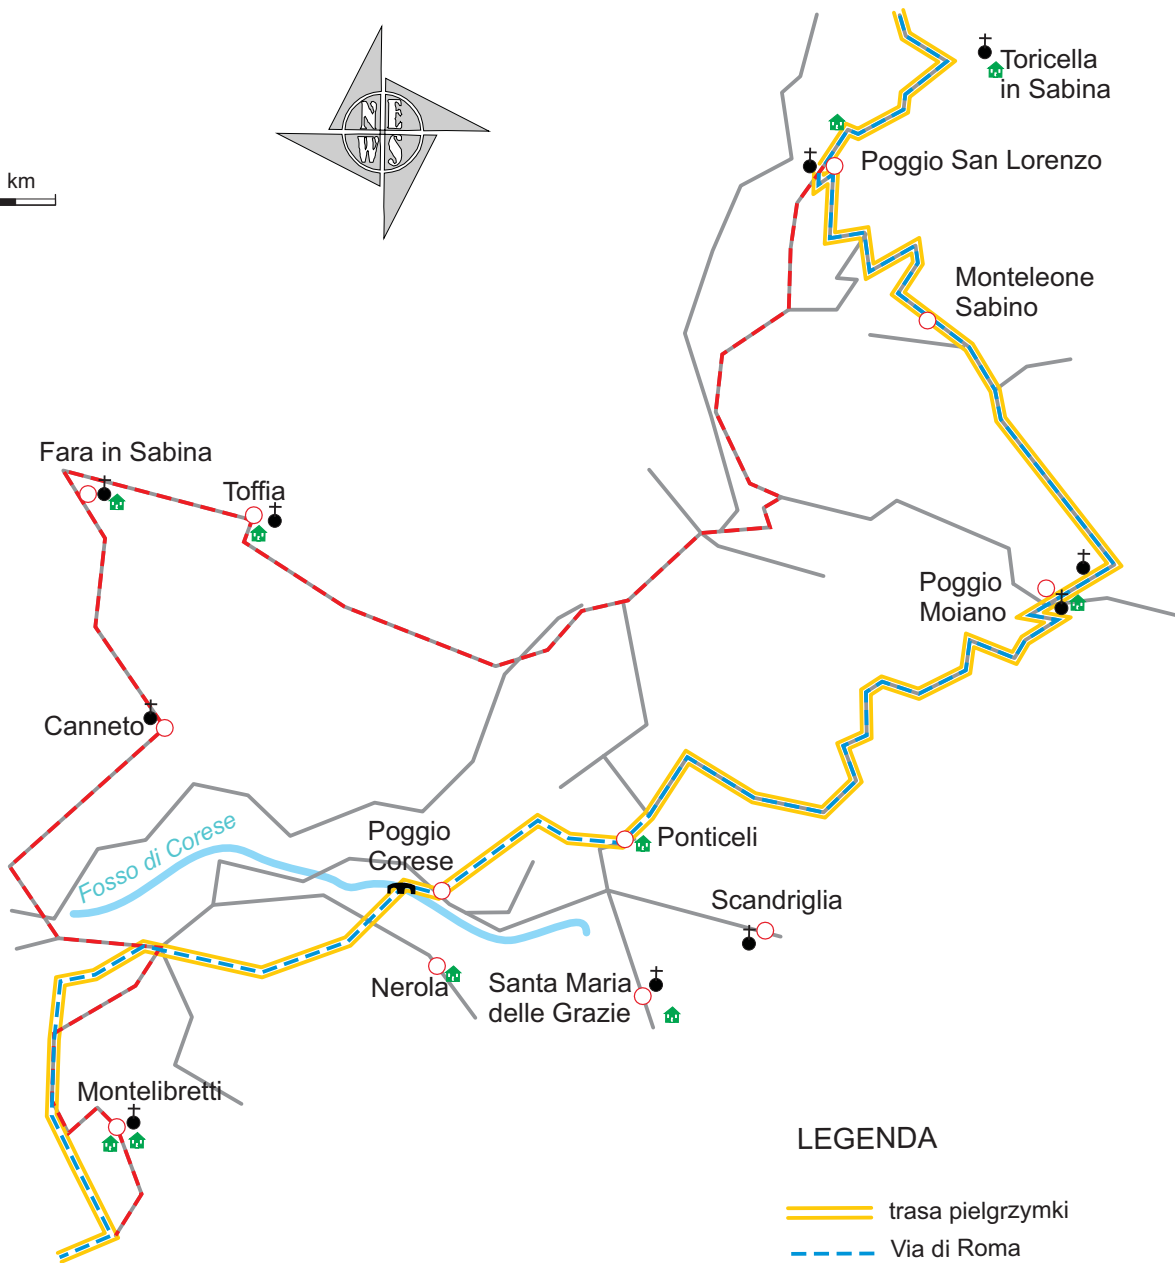 Toricella
in Sabina
N E
W S
km
Poggio San Lorenzo
Monteleone
Sabino
Fara in Sabina
Toffia
Poggio
Moiano
Canneto
Fosso di Corese
Poggio
Corese
Ponticeli
Scandriglia
Nerola
Santa Maria
delle Grazie
Montelibretti
LEGENDA
trasa pielgrzymki
Via di Roma